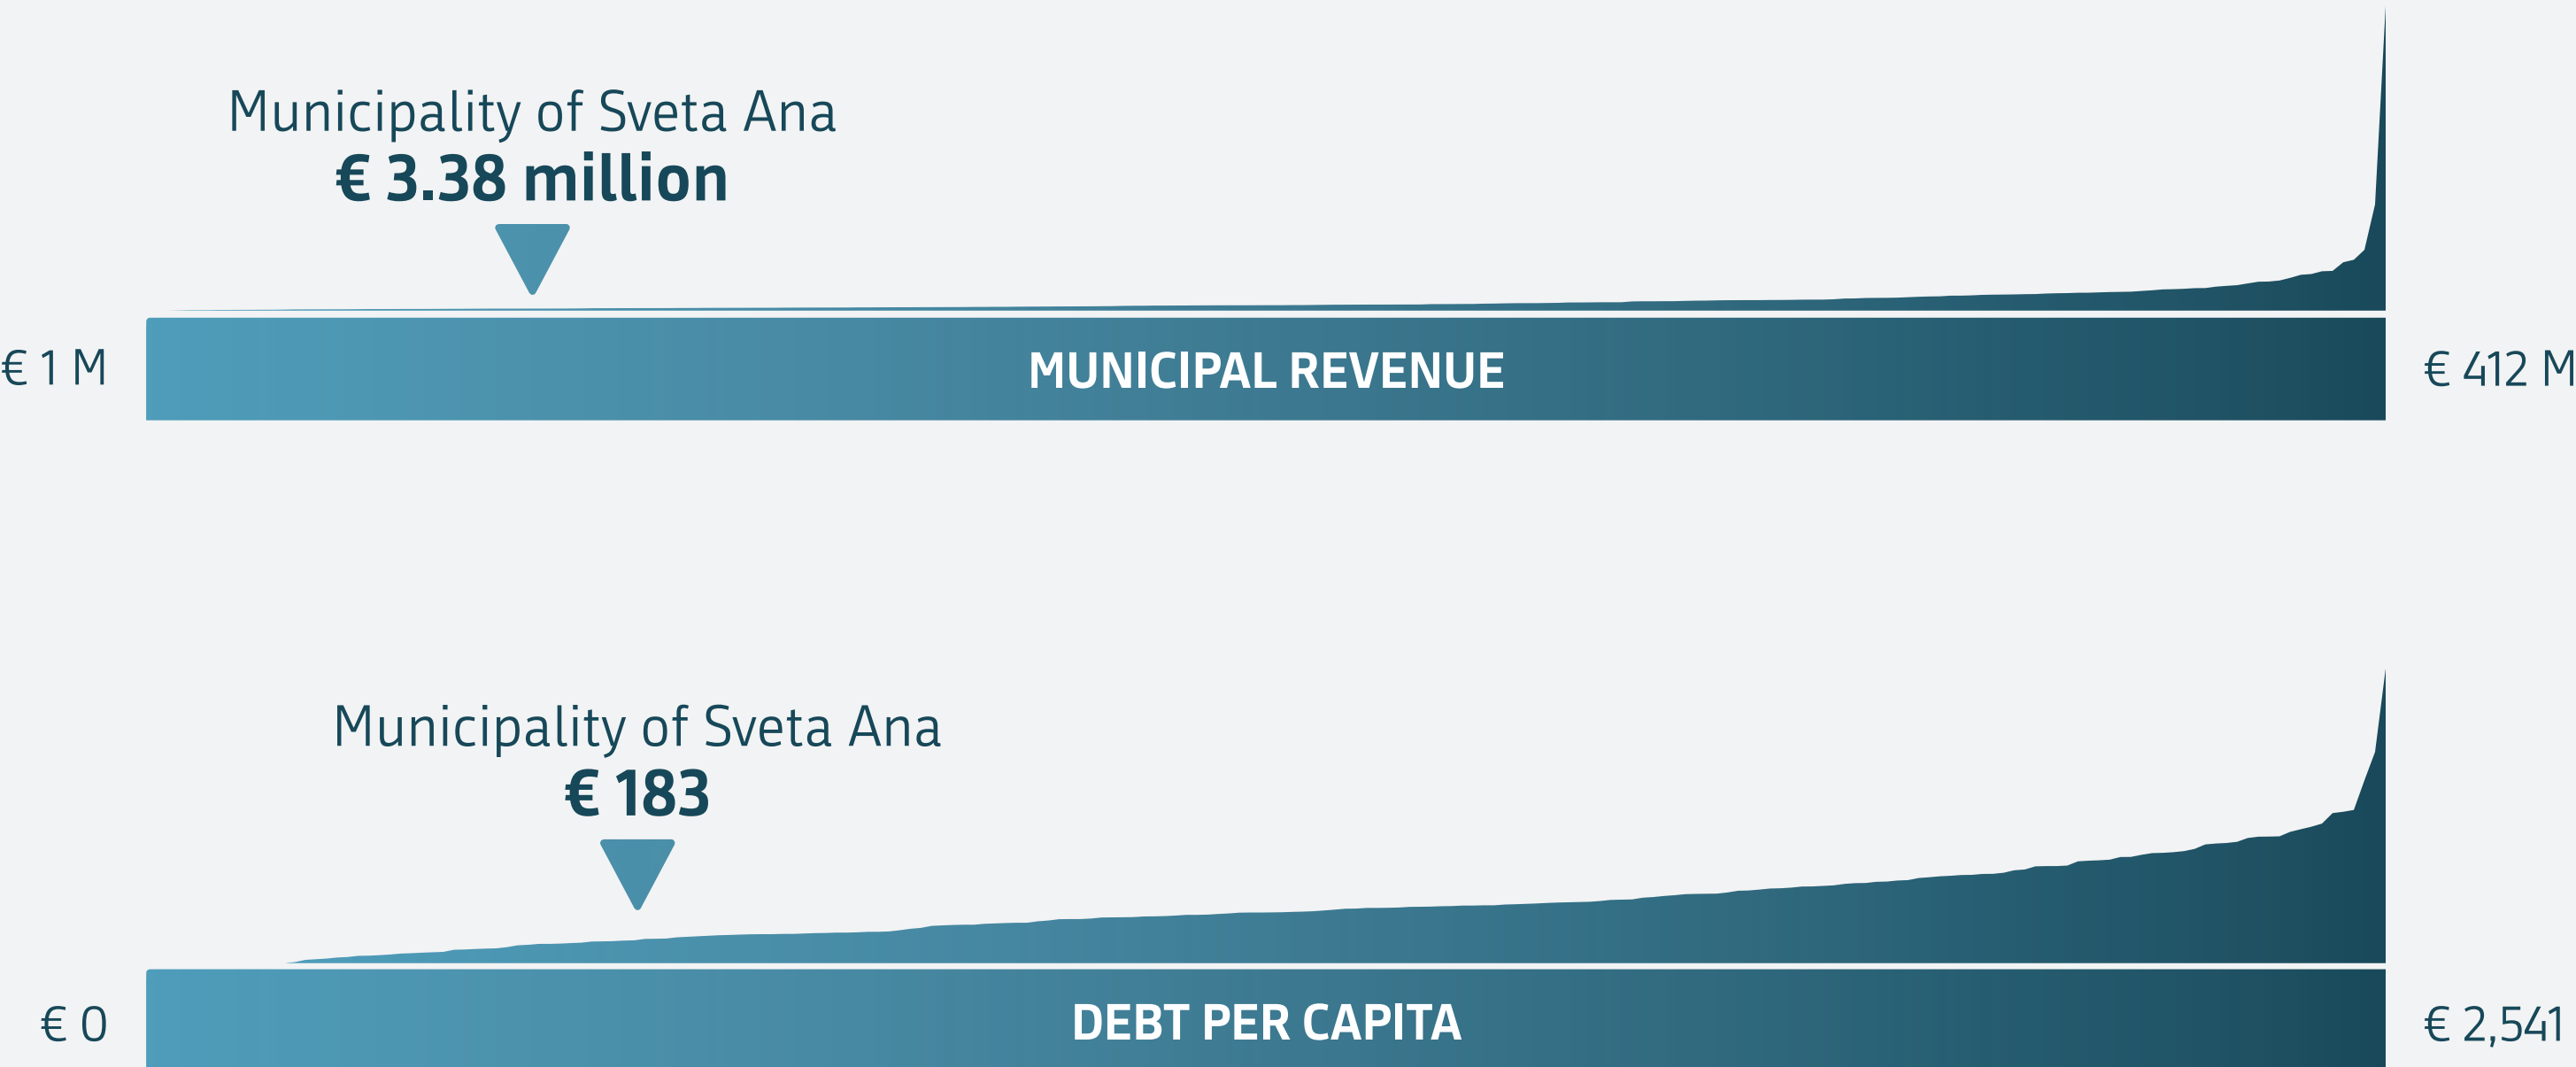 Municipality of Sveta Ana
€ 3.38 million
€ 1 M
MUNICIPAL REVENUE
€ 412 M
Municipality of Sveta Ana
€ 183
€ 0
DEBT PER CAPITA
€ 2,541